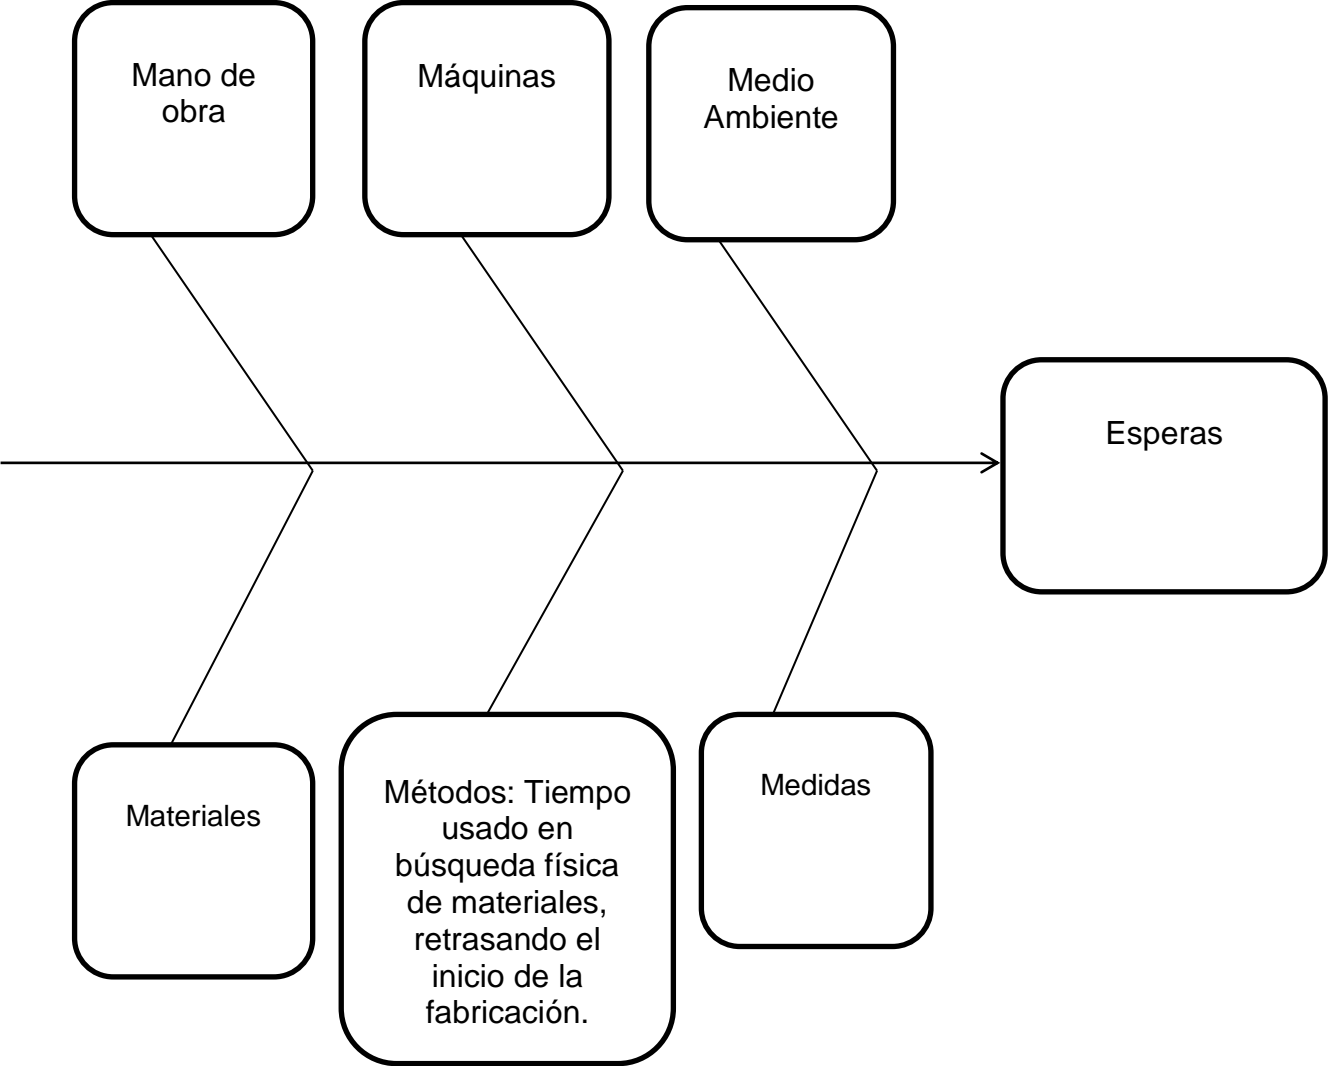 Mano de
obra
Máquinas
Medio
Ambiente
Esperas
Materiales
Métodos: Tiempo
usado en
búsqueda física
de materiales,
retrasando el
inicio de la
fabricación.
Medidas